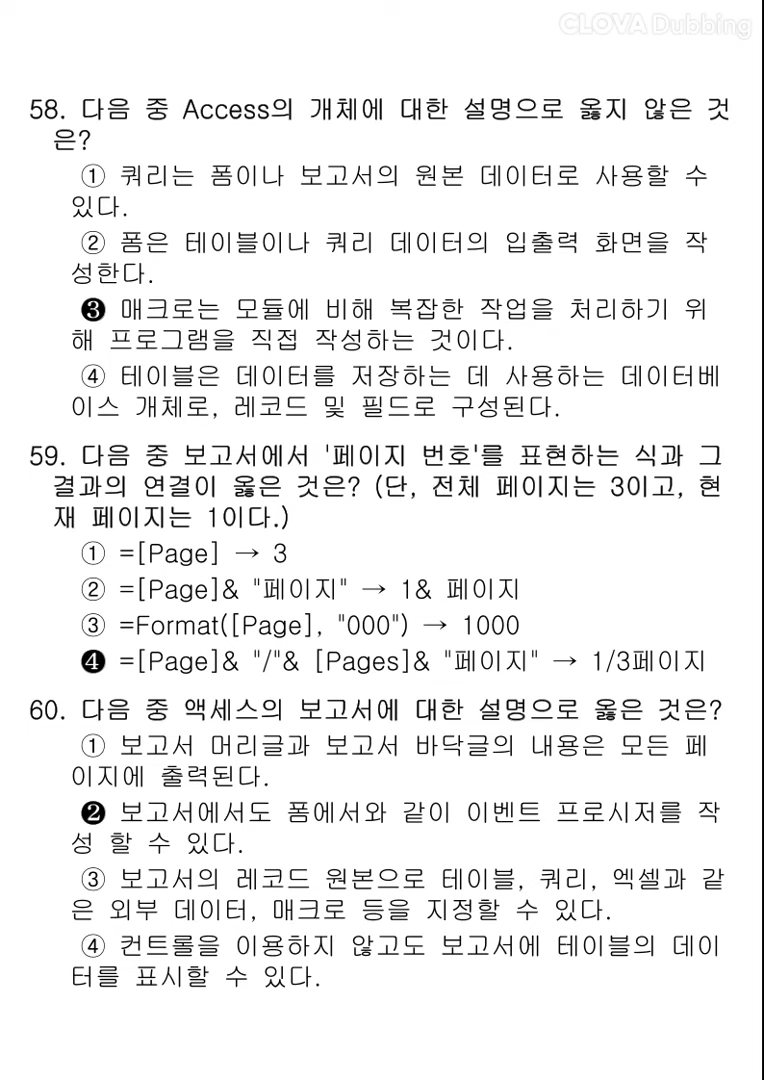 CLOVA Dubbing
58. 다음 중 Access의 개체에 대한 설명으로 옳지 않은 것
은?
① 쿼리는 폼이나 보고서의 원본 데이터로 사용할 수
있다.
② 폼은 테이블이나 쿼리 데이터의 입출력 화면을 작
성한다.
❸ 매크로는 모듈에 비해 복잡한 작업을 처리하기 위
해 프로그램을 직접 작성하는 것이다.
④ 테이블은 데이터를 저장하는 데 사용하는 데이터베
이스 개체로, 레코드 및 필드로 구성된다.
59. 다음 중 보고서에서 '페이지 번호'를 표현하는 식과 그
결과의 연결이 옳은 것은? (단, 전체 페이지는 3이고, 현
재 페이지는 1이다.)
① =[Page] → 3
② =[Page]& "페이지" → 1& 페이지
③ =Format([Page], "000") → 1000
❹ =[Page]& "/"& [Pages]& "페이지" → 1/3페이지
60. 다음 중 액세스의 보고서에 대한 설명으로 옳은 것은?
① 보고서 머리글과 보고서 바닥글의 내용은 모든 페
이지에 출력된다.
❷ 보고서에서도 폼에서와 같이 이벤트 프로시저를 작
성 할 수 있다.
③ 보고서의 레코드 원본으로 테이블, 쿼리, 엑셀과 같
은 외부 데이터, 매크로 등을 지정할 수 있다.
④ 컨트롤을 이용하지 않고도 보고서에 테이블의 데이
터를 표시할 수 있다.